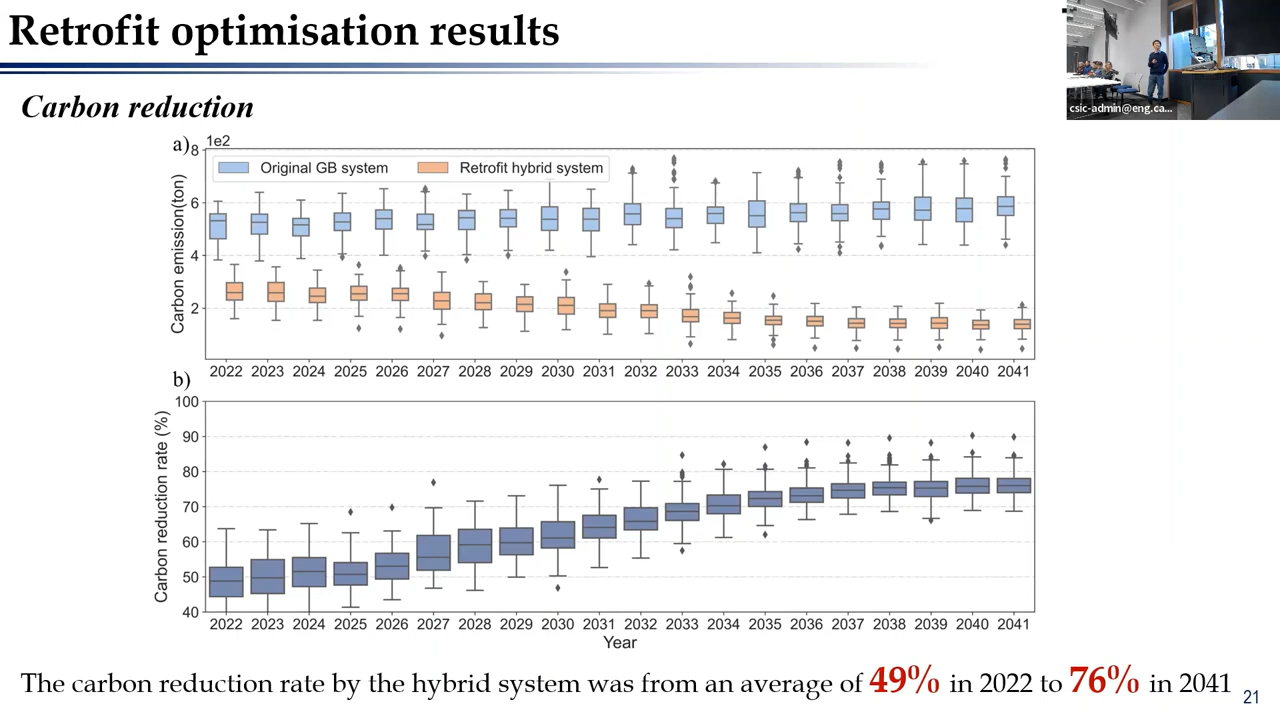 Retrofit optimisation results
csic-admin@eng.ca...
Carbon reduction
a)
1e2
Original GB system
Retrofit hybrid system
Carbon emission(ton)
8
6
4
2
2022 2023 2024 2025 2026 2027 2028 2029 2030 2031 2032 2033 2034 2035 2036 2037 2038 2039 2040 2041
b)
Carbon reduction rate (%)
100
90
80
70
60
50
40
2022 2023 2024 2025 2026 2027 2028 2029 2030 2031 2032 2033 2034 2035 2036 2037 2038 2039 2040 2041
Year
The carbon reduction rate by the hybrid system was from an average of 49% in 2022 to 76% in 2041
21